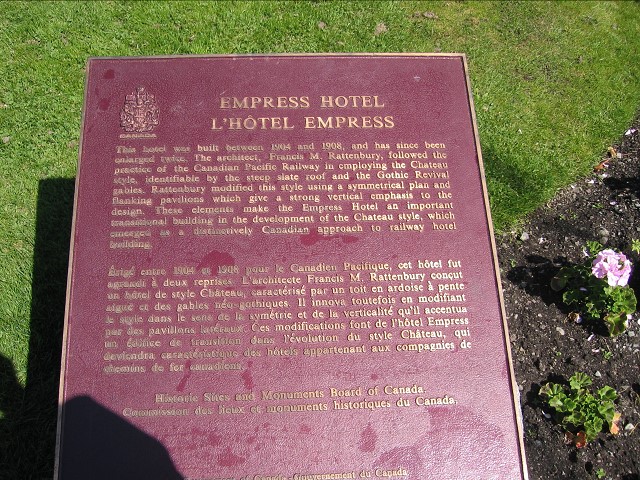 CANADA
EMPRESS HOTEL
L'HÔTEL EMPRESS
This hotel was built between 1904 and 1908, and has since been
enlarged twice. The architect, Francis M. Rattenbury, followed the
practice of the Canadian Pacific Railway in employing the Chateau
style, identifiable by the steep slate roof and the Gothic Revival
gables. Rattenbury modified this style using a symmetrical plan and
flanking pavilions which give a strong vertical emphasis to the
design. These elements make the Empress Hotel an important
transitional building in the development of the Chateau style, which
emerged as a distinctively Canadian approach to railway hotel
building.
Érigé entre 1904 et 1908 pour le Canadien Pacifique, cet hôtel fut
agrandi à deux reprises. L'architecte Francis M. Rattenbury conçut
un hôtel de style Château, caractérisé par un toit en ardoise à pente
aiguë et des gables néo-gothiques. Il innova toutefois en modifiant
le style dans le sens de la symétrie et de la verticalité qu'il accentua
par des pavillons latéraux. Ces modifications font de l'hôtel Empress
un édifice de transition dans l'évolution du style Château, qui
deviendra caractéristique des hôtels appartenant aux compagnies de
chemins de fer canadiens.
Historic Sites and Monuments Board of Canada.
Commission des lieux et monuments historiques du Canada.
of Canada Gouvernement du Canada